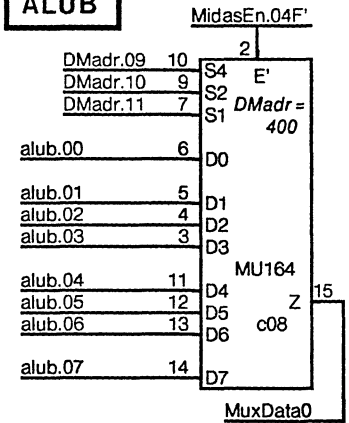 ALUB
MidasEn.04F'
2
DMadr.09 10 S4 E'
DMadr.10 9 S2 DMadr =
DMadr.11 7 S1 400
alub.00 6 D0
alub.01 5 D1
alub.02 4 D2
alub.03 3 D3
MU164
alub.04 11 D4 Z 15
alub.05 12 D5 c08
alub.06 13 D6
alub.07 14 D7
MuxData0